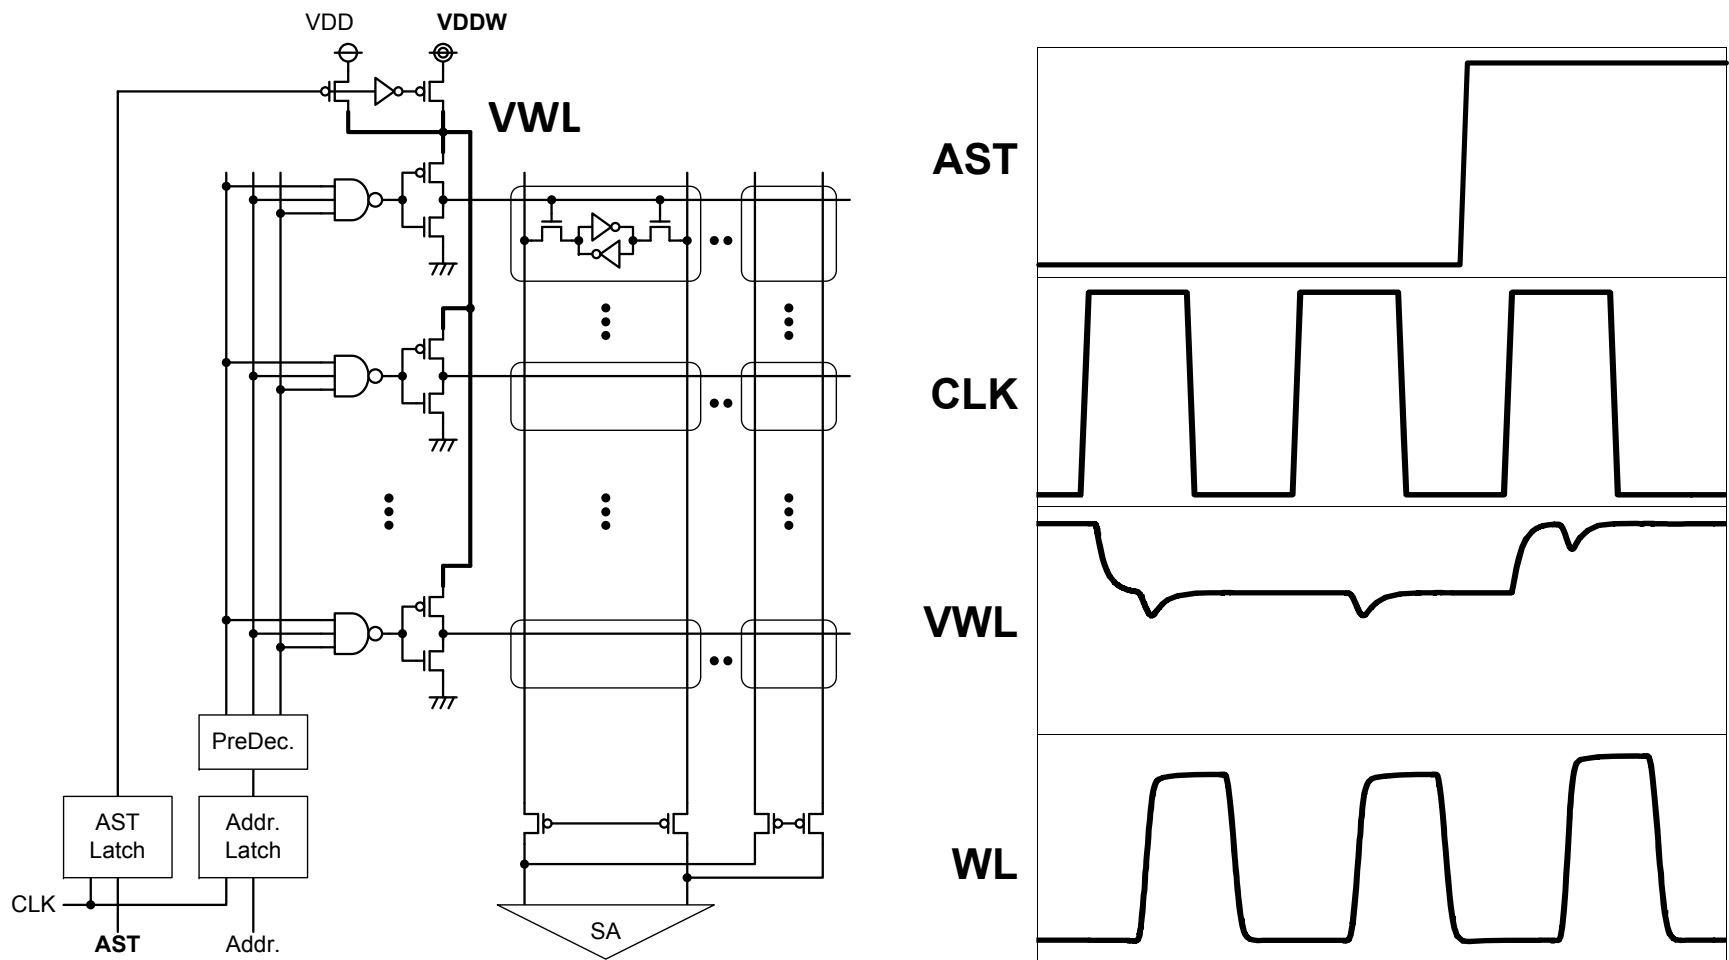 VDD
VDDW
VWL
AST
CLK
VWL
WL
PreDec.
AST
Latch
Addr.
Latch
CLK
AST
Addr.
SA